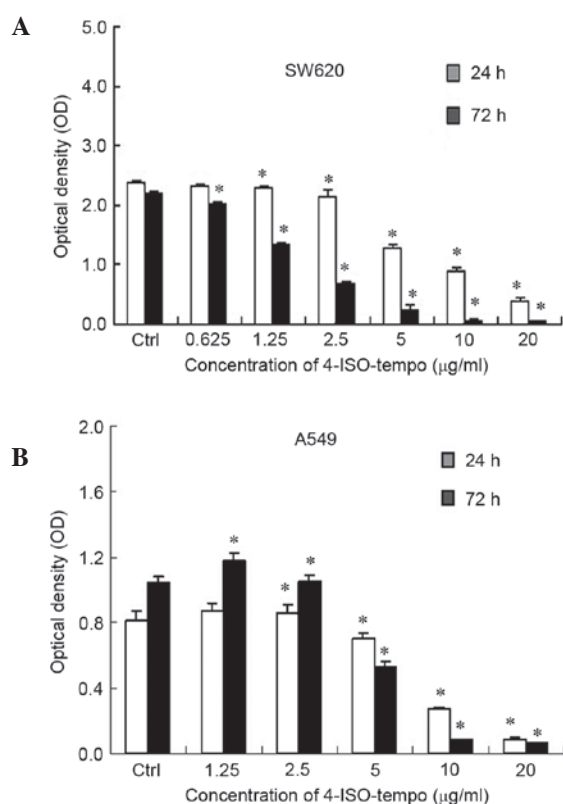 A
SW620
24 h
72 h
Optical density (OD)
5.0
4.0
3.0
2.0
1.0
0.0
* * * * * * * * * * *
Ctrl 0.625 1.25 2.5 5 10 20
Concentration of 4-ISO-tempo (μg/ml)
B
A549
24 h
72 h
Optical density (OD)
2.0
1.6
1.2
0.8
0.4
0.0
* * * * * * * * *
Ctrl 1.25 2.5 5 10 20
Concentration of 4-ISO-tempo (μg/ml)